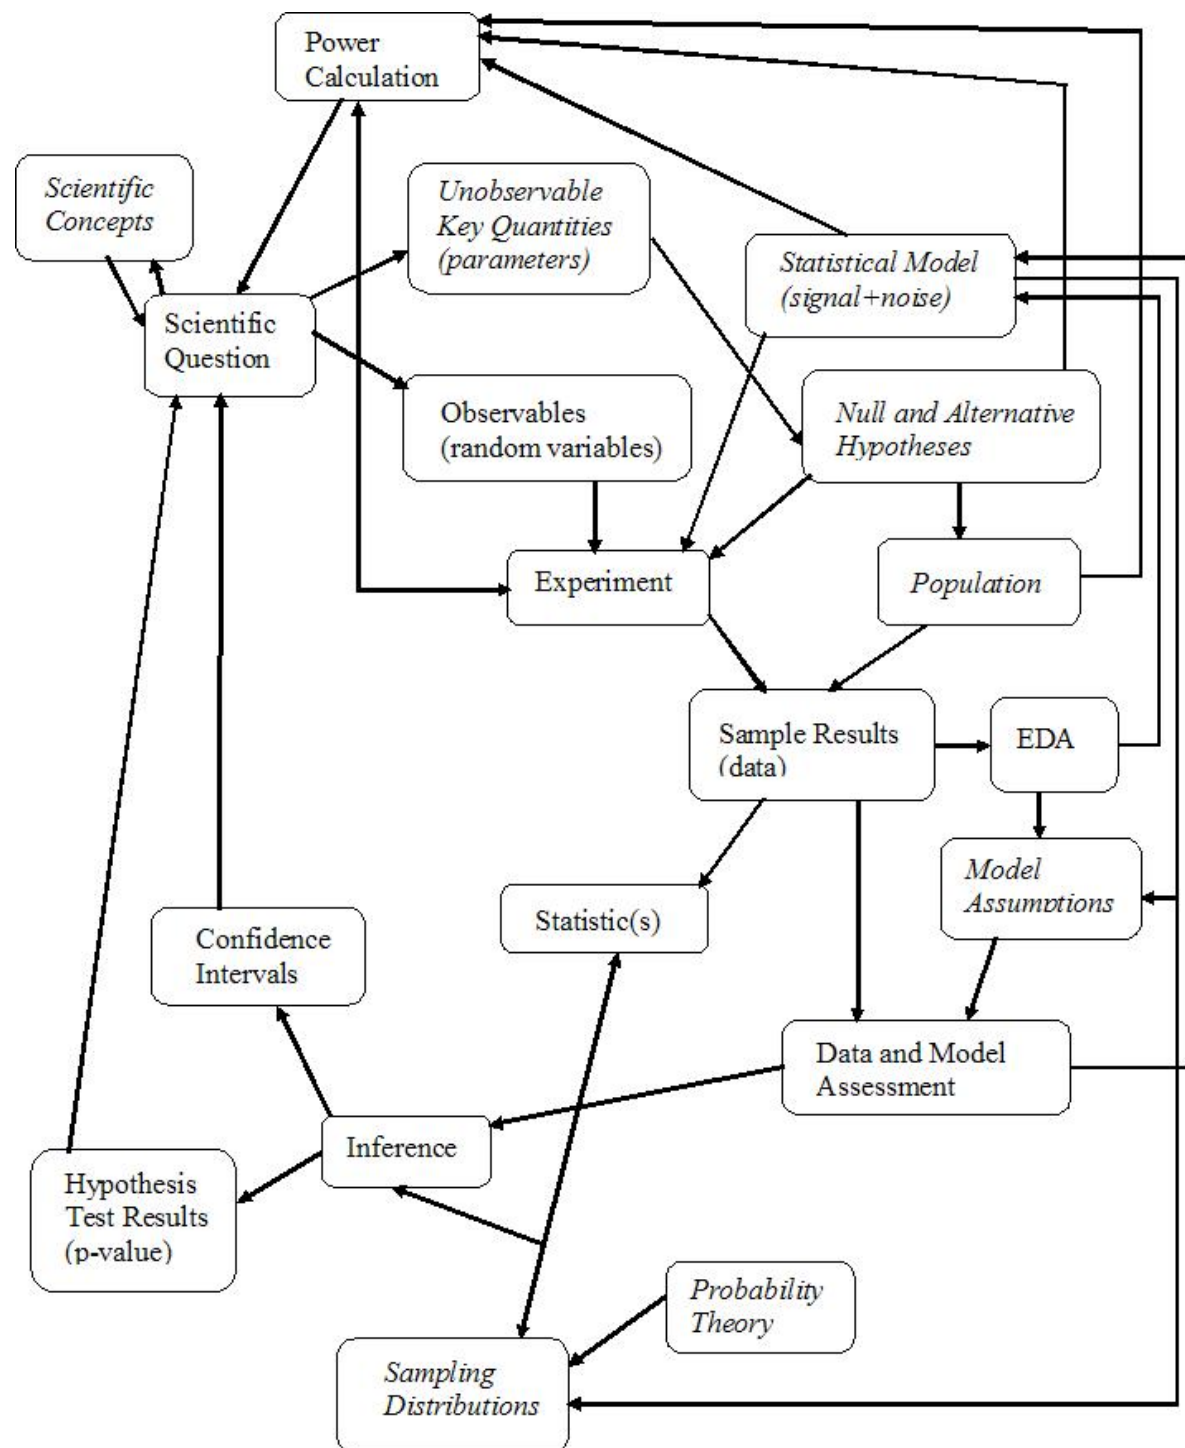 Power
Calculation
Scientific
Concepts
Unobservable
Key Quantities
(parameters)
Statistical Model
(signal+noise)
Scientific
Question
Observables
(random variables)
Null and Alternative
Hypotheses
Experiment
Population
Sample Results
(data)
EDA
Model
Assumptions
Statistic(s)
Confidence
Intervals
Data and Model
Assessment
Inference
Hypothesis
Test Results
(p-value)
Probability
Theory
Sampling
Distributions